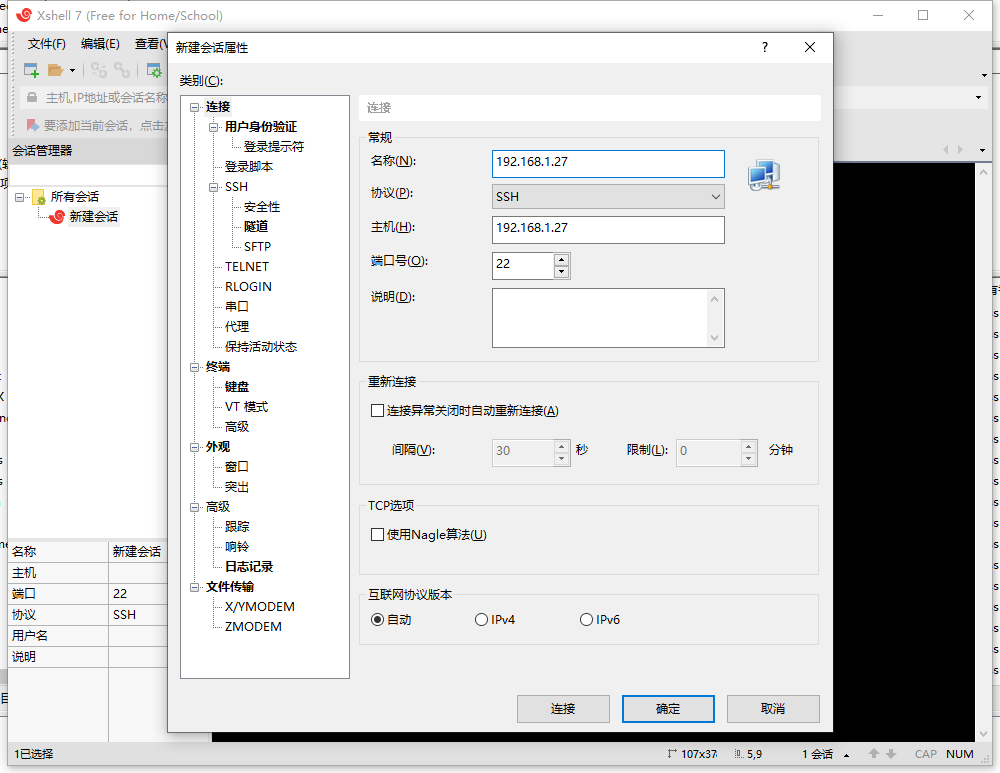 Xshell 7 (Free for Home/School)
文件(F) 编辑(E) 查看(V
主机,IP地址或会话名称
要添加当前会话，点击
会话管理器
所有会话
新建会话
名称 新建会话
主机
端口 22
协议 SSH
用户名
说明
1已选择
新建会话属性
?
类别(C):
连接
用户身份验证
登录提示符
登录脚本
SSH
安全性
隧道
SFTP
TELNET
RLOGIN
串口
代理
保持活动状态
终端
键盘
VT 模式
高级
外观
窗口
突出
高级
跟踪
响铃
日志记录
文件传输
X/YMODEM
ZMODEM
连接
常规
名称(N): 192.168.1.27
协议(P): SSH
主机(H): 192.168.1.27
端口号(O): 22
说明(D):
重新连接
连接异常关闭时自动重新连接(A)
间隔(V): 30 秒 限制(L): 0 分钟
TCP选项
使用Nagle算法(U)
互联网协议版本
自动 IPv4 IPv6
连接 确定 取消
107x37 5,9 1 会话 CAP NUM